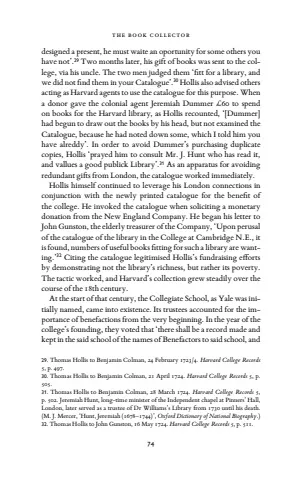 THE BOOK COLLECTOR
designed a present, he must waite an oportunity for some others you
have not'.²⁹ Two months later, his gift of books was sent to the col-
lege, via his uncle. The two men judged them 'fitt for a library, and
we did not find them in your Catalogue'.³⁰ Hollis also advised others
acting as Harvard agents to use the catalogue for this purpose. When
a donor gave the colonial agent Jeremiah Dummer £60 to spend
on books for the Harvard library, as Hollis recounted, '[Dummer]
had begun to draw out the books by his head, but not examined the
Catalogue, because he had noted down some, which I told him you
have alreddy'. In order to avoid Dummer's purchasing duplicate
copies, Hollis 'prayed him to consult Mr. J. Hunt who has read it,
and vallues a good publick Library'.³¹ As an apparatus for avoiding
redundant gifts from London, the catalogue worked immediately.
Hollis himself continued to leverage his London connections in
conjunction with the newly printed catalogue for the benefit of
the college. He invoked the catalogue when soliciting a monetary
donation from the New England Company. He began his letter to
John Gunston, the elderly treasurer of the Company, 'Upon perusal
of the catalogue of the library in the College at Cambridge N.E., it
is found, numbers of useful books fitting for such a library are want-
ing.'³² Citing the catalogue legitimised Hollis's fundraising efforts
by demonstrating not the library's richness, but rather its poverty.
The tactic worked, and Harvard's collection grew steadily over the
course of the 18th century.
At the start of that century, the Collegiate School, as Yale was ini-
tially named, came into existence. Its trustees accounted for the im-
portance of benefactions from the very beginning. In the year of the
college's founding, they voted that 'there shall be a record made and
kept in the said school of the names of Benefactors to said school, and
29. Thomas Hollis to Benjamin Colman, 24 February 1723/4. Harvard College Records
5, p. 497.
30. Thomas Hollis to Benjamin Colman, 21 April 1724. Harvard College Records 5, p.
505.
31. Thomas Hollis to Benjamin Colman, 28 March 1724. Harvard College Records 5,
p. 502. Jeremiah Hunt, long-time minister of the Independent chapel at Pinners' Hall,
London, later served as a trustee of Dr Williams's Library from 1730 until his death.
(M. J. Mercer, 'Hunt, Jeremiah (1678–1744)', Oxford Dictionary of National Biography.)
32. Thomas Hollis to John Gunston, 16 May 1724. Harvard College Records 5, p. 511.
74